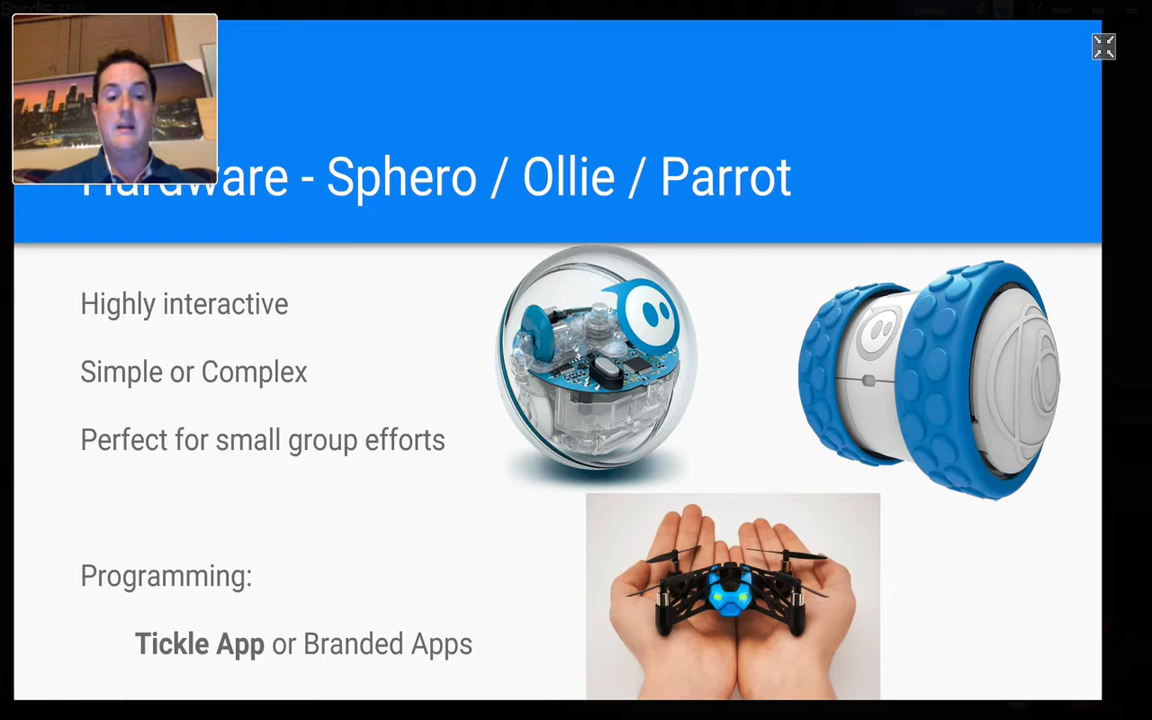 Hardware - Sphero / Ollie / Parrot
Highly interactive
Simple or Complex
Perfect for small group efforts
Programming:
Tickle App or Branded Apps